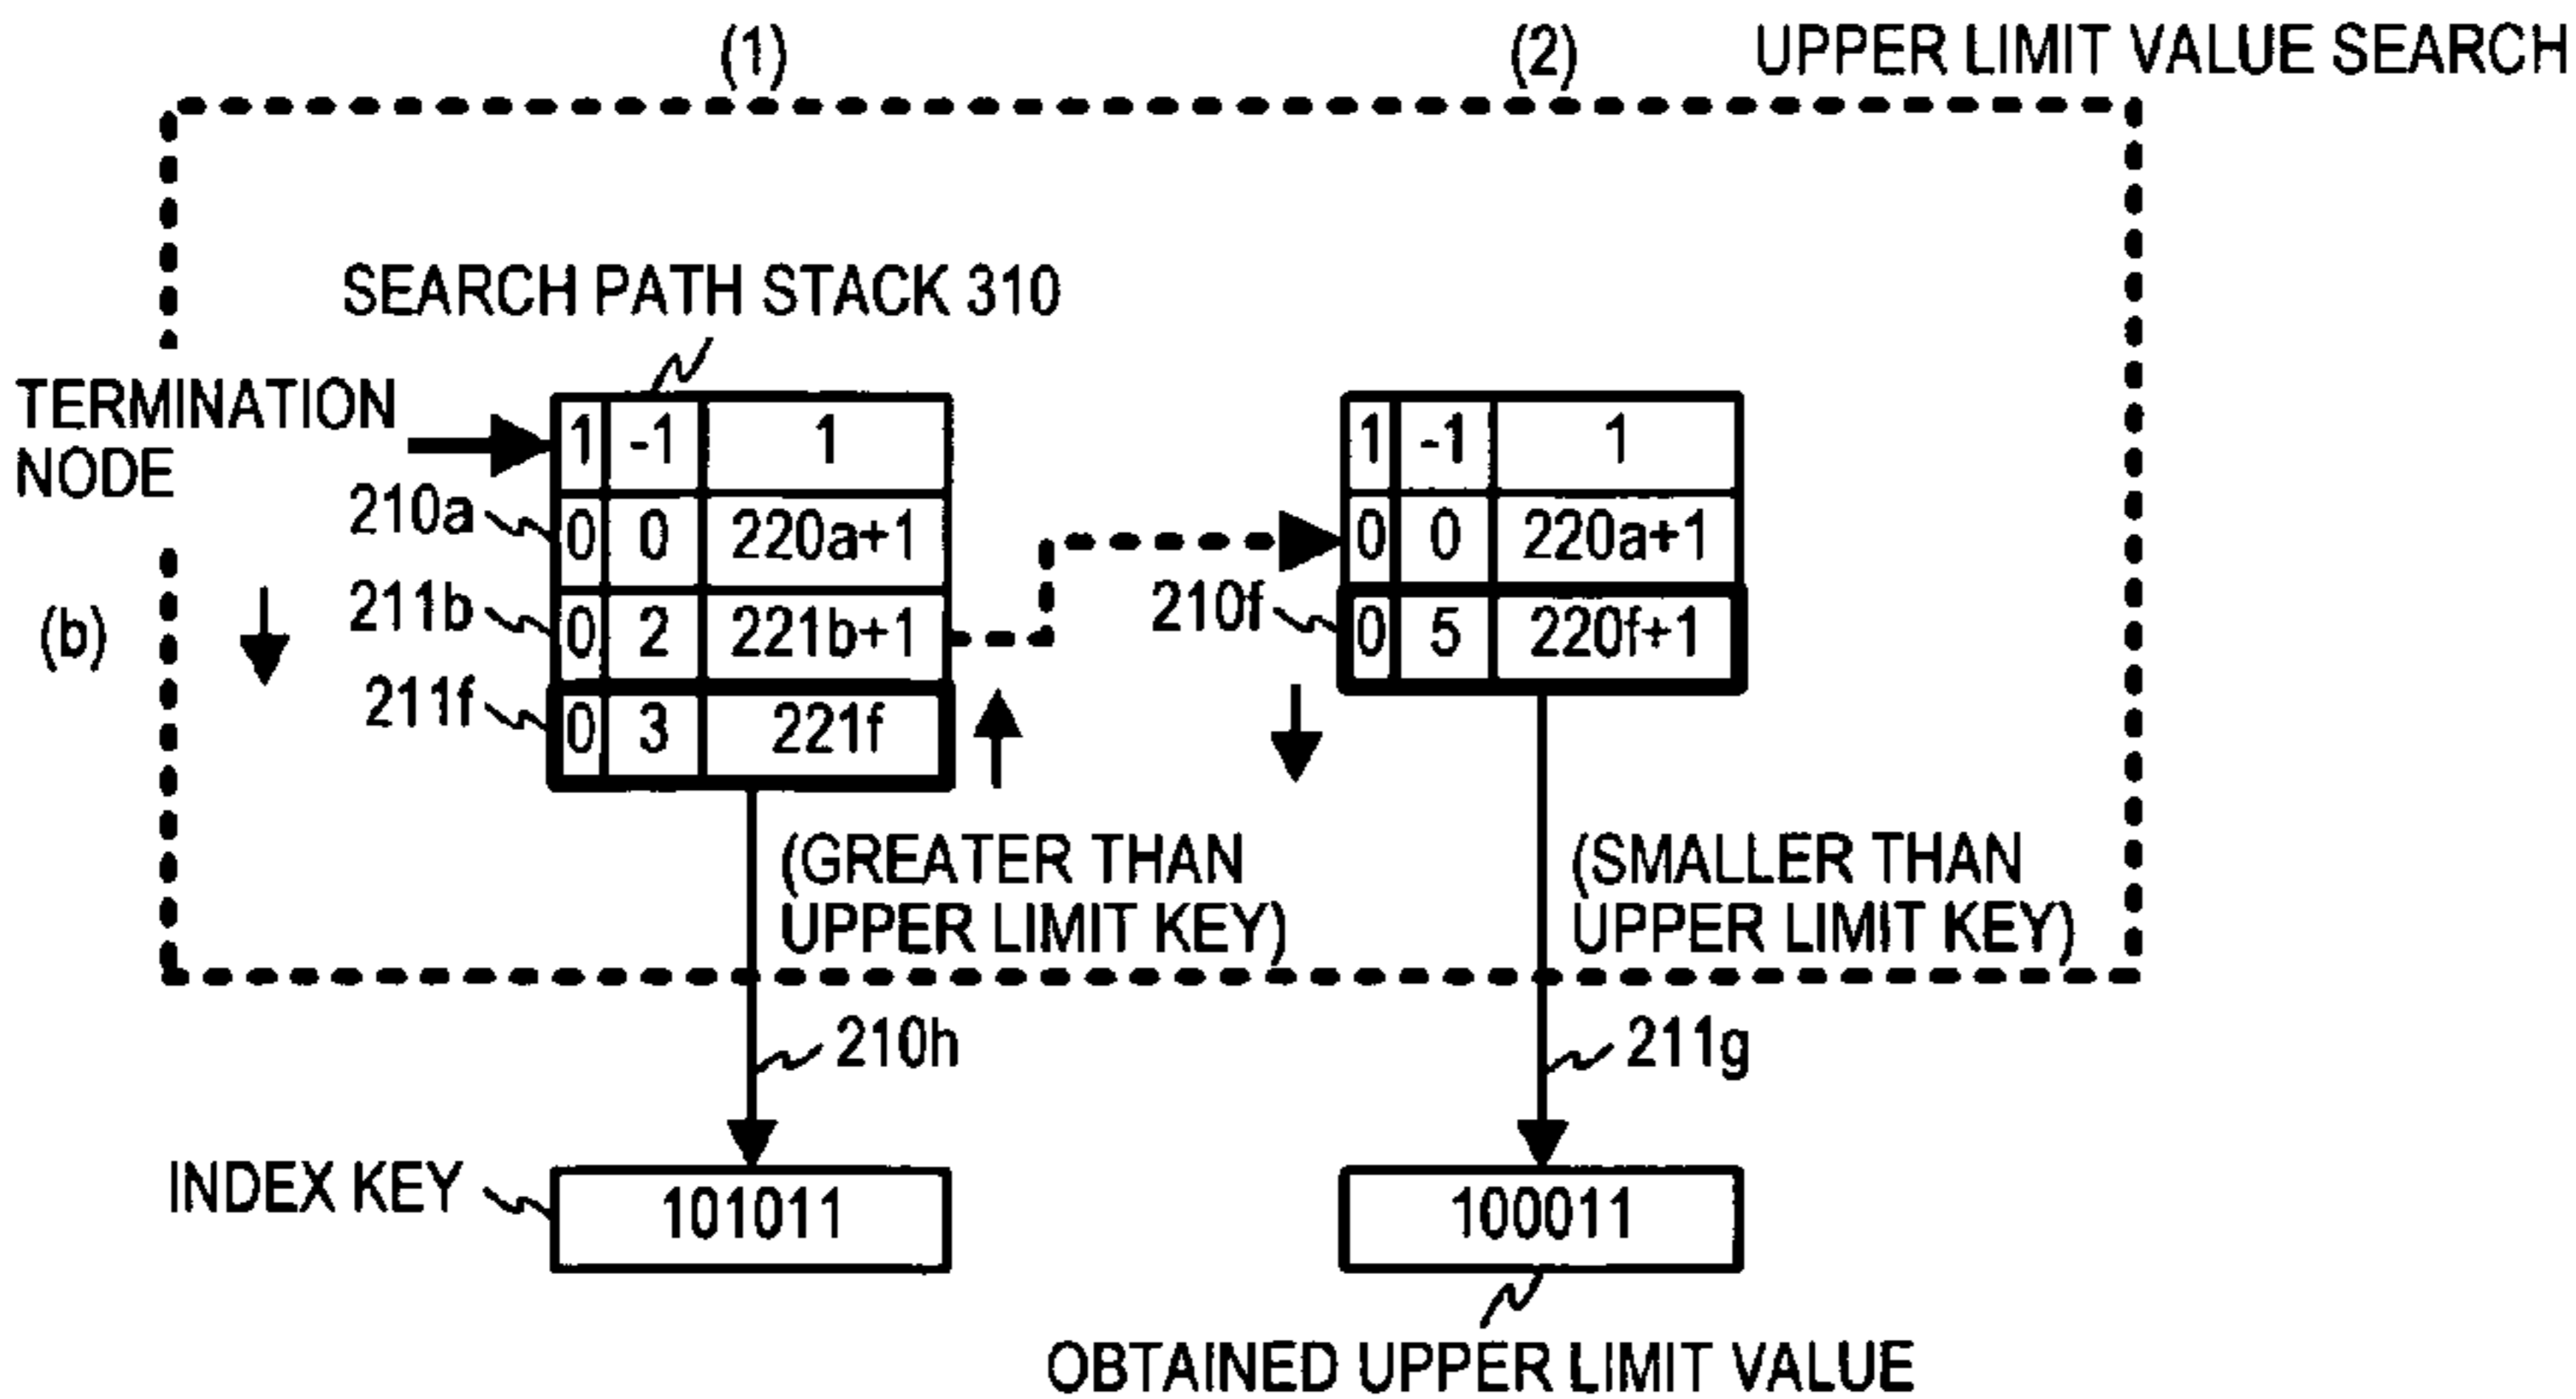 (1) (2) UPPER LIMIT VALUE SEARCH
SEARCH PATH STACK 310
TERMINATION
NODE
1 -1 1
1 -1 1
210a 0 0 220a+1
0 0 220a+1
(b)
211b 0 2 221b+1
210f 0 5 220f+1
211f 0 3 221f
(GREATER THAN
UPPER LIMIT KEY)
(SMALLER THAN
UPPER LIMIT KEY)
210h 211g
INDEX KEY 101011 100011
OBTAINED UPPER LIMIT VALUE